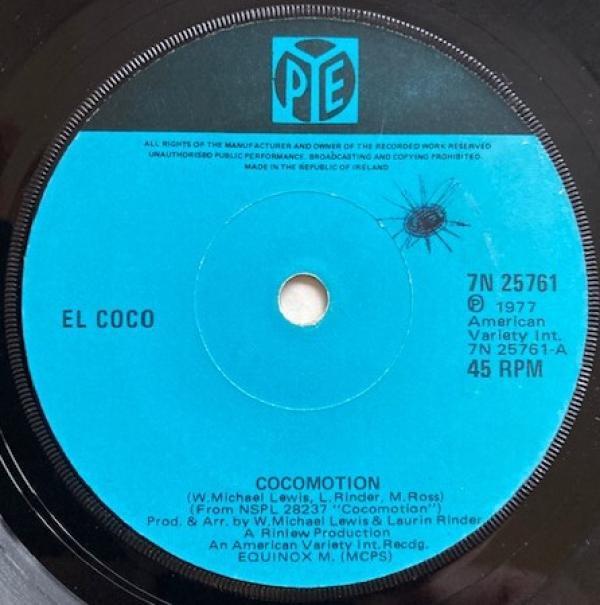 PYE
ALL RIGHTS OF THE MANUFACTURER AND OWNER OF THE RECORDED WORK RESERVED
UNAUTHORISED PUBLIC PERFORMANCE, BROADCASTING AND COPYING PROHIBITED.
MADE IN THE REPUBLIC OF IRELAND
EL COCO
7N 25761
Ⓟ 1977
American
Variety Int.
7N 25761-A
45 RPM
COCOMOTION
(W.Michael Lewis, L.Rinder, M.Ross)
(From NSPL 28237 "Cocomotion")
Prod. & Arr. by W.Michael Lewis & Laurin Rinder
A Rinlew Production
An American Variety Int.Recdg.
EQUINOX M. (MCPS)